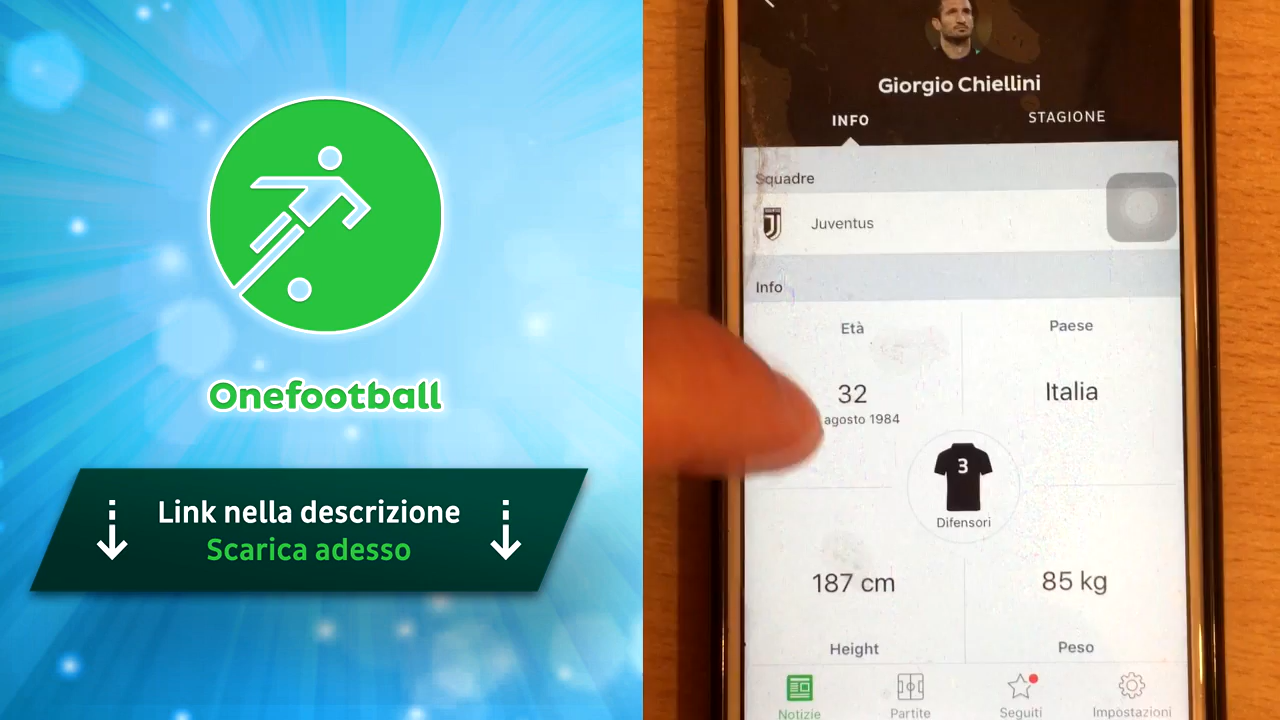 Onefootball
Link nella descrizione
Scarica adesso
Giorgio Chiellini
INFO
STAGIONE
Squadre
Juventus
Info
Età
Paese
32
Italia
agosto 1984
3
Difensori
187 cm
85 kg
Height
Peso
Notizie
Partite
Seguiti
Impostazioni